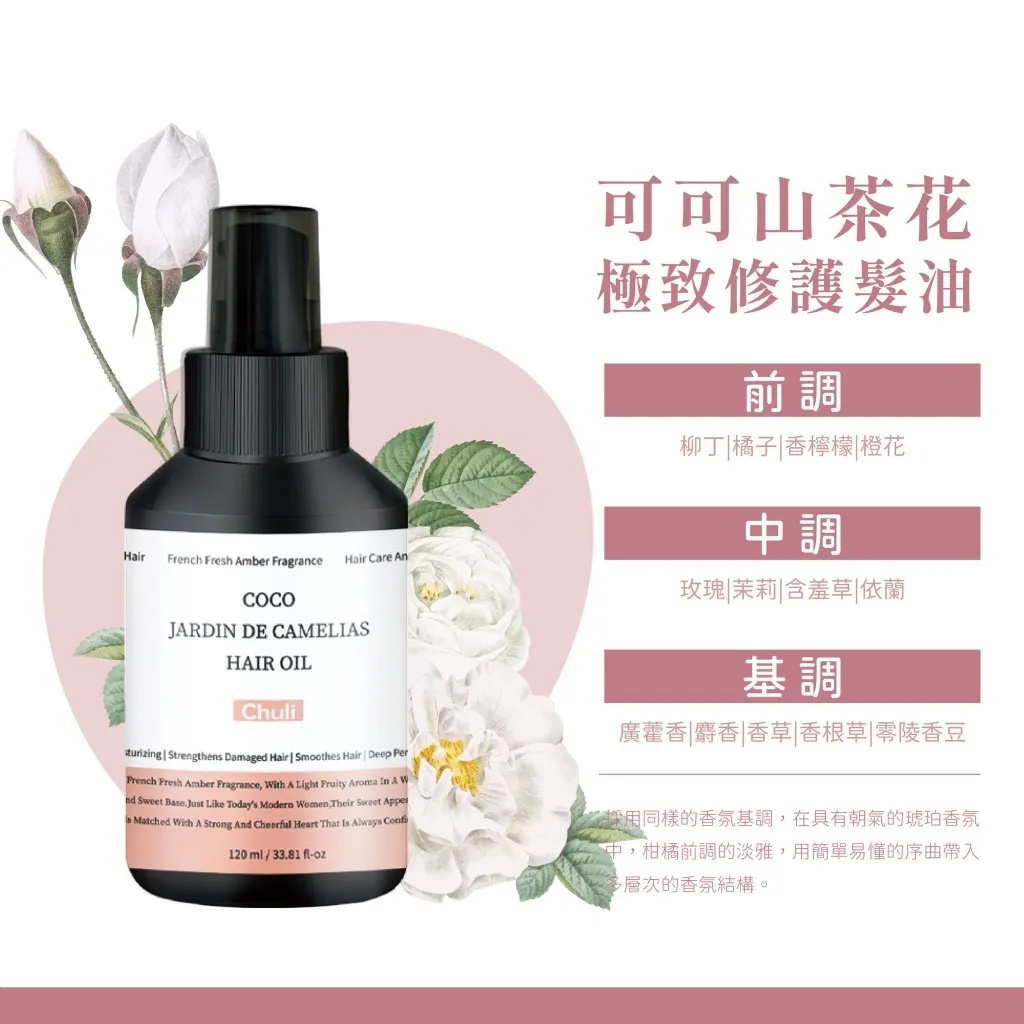 可可山茶花
極致修護髮油
前調
柳丁|橘子|香檸檬|橙花
中調
玫瑰|茉莉|含羞草|依蘭
基調
廣藿香|麝香|香草|香根草|零陵香豆
採用同樣的香氛基調，在具有朝氣的琥珀香氛
中，柑橘前調的淡雅，用簡單易懂的序曲帶入
多層次的香氛結構。
Hair French Fresh Amber Fragrance Hair Care An
COCO
JARDIN DE CAMELIAS
HAIR OIL
Chuli
sturizing | Strengthens Damaged Hair | Smoothes Hair | Deep Per
French Fresh Amber Fragrance, With A Light Fruity Aroma In A W
nd Sweet Base.Just Like Today's Modern Women,Their Sweet Appe
s Matched With A Strong And Cheerful Heart That Is Always Confi
120 ml / 33.81 fl-oz